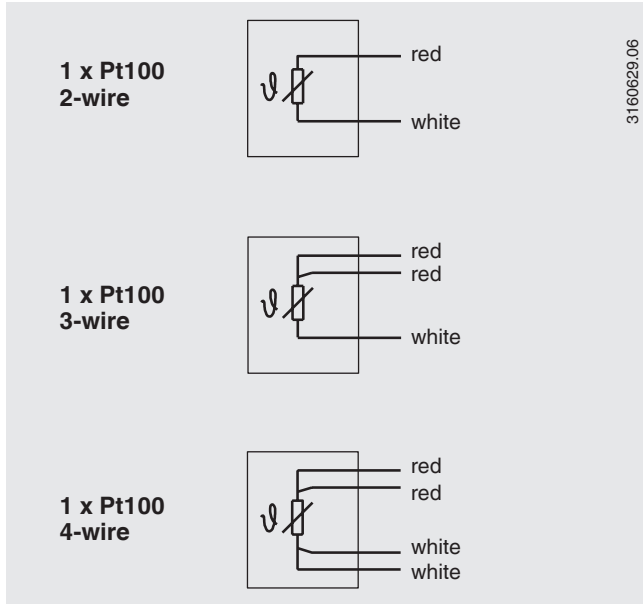 1 x Pt100
2-wire
ϑ
red
white
3160629.06
1 x Pt100
3-wire
ϑ
red
red
white
1 x Pt100
4-wire
ϑ
red
red
white
white